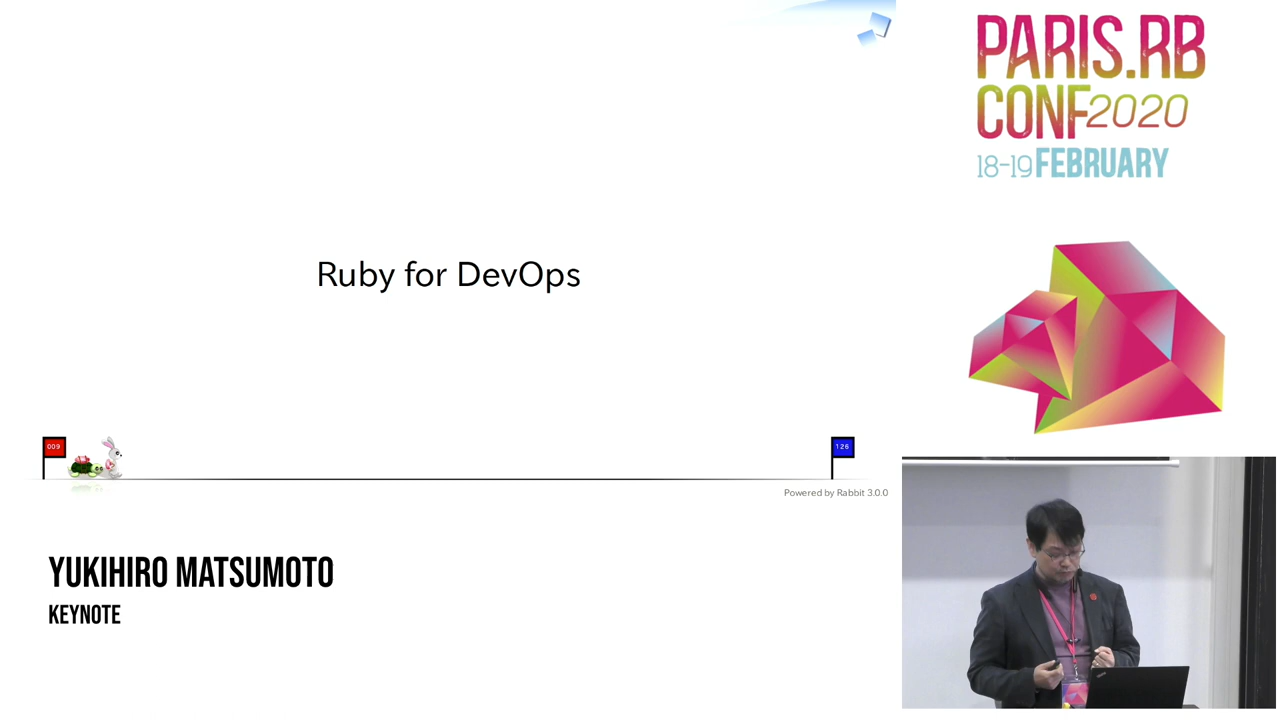 Ruby for DevOps
009
126
Powered by Rabbit 3.0.0
YUKIHIRO MATSUMOTO
KEYNOTE
PARIS.RB
CONF2020
18-19 FEBRUARY